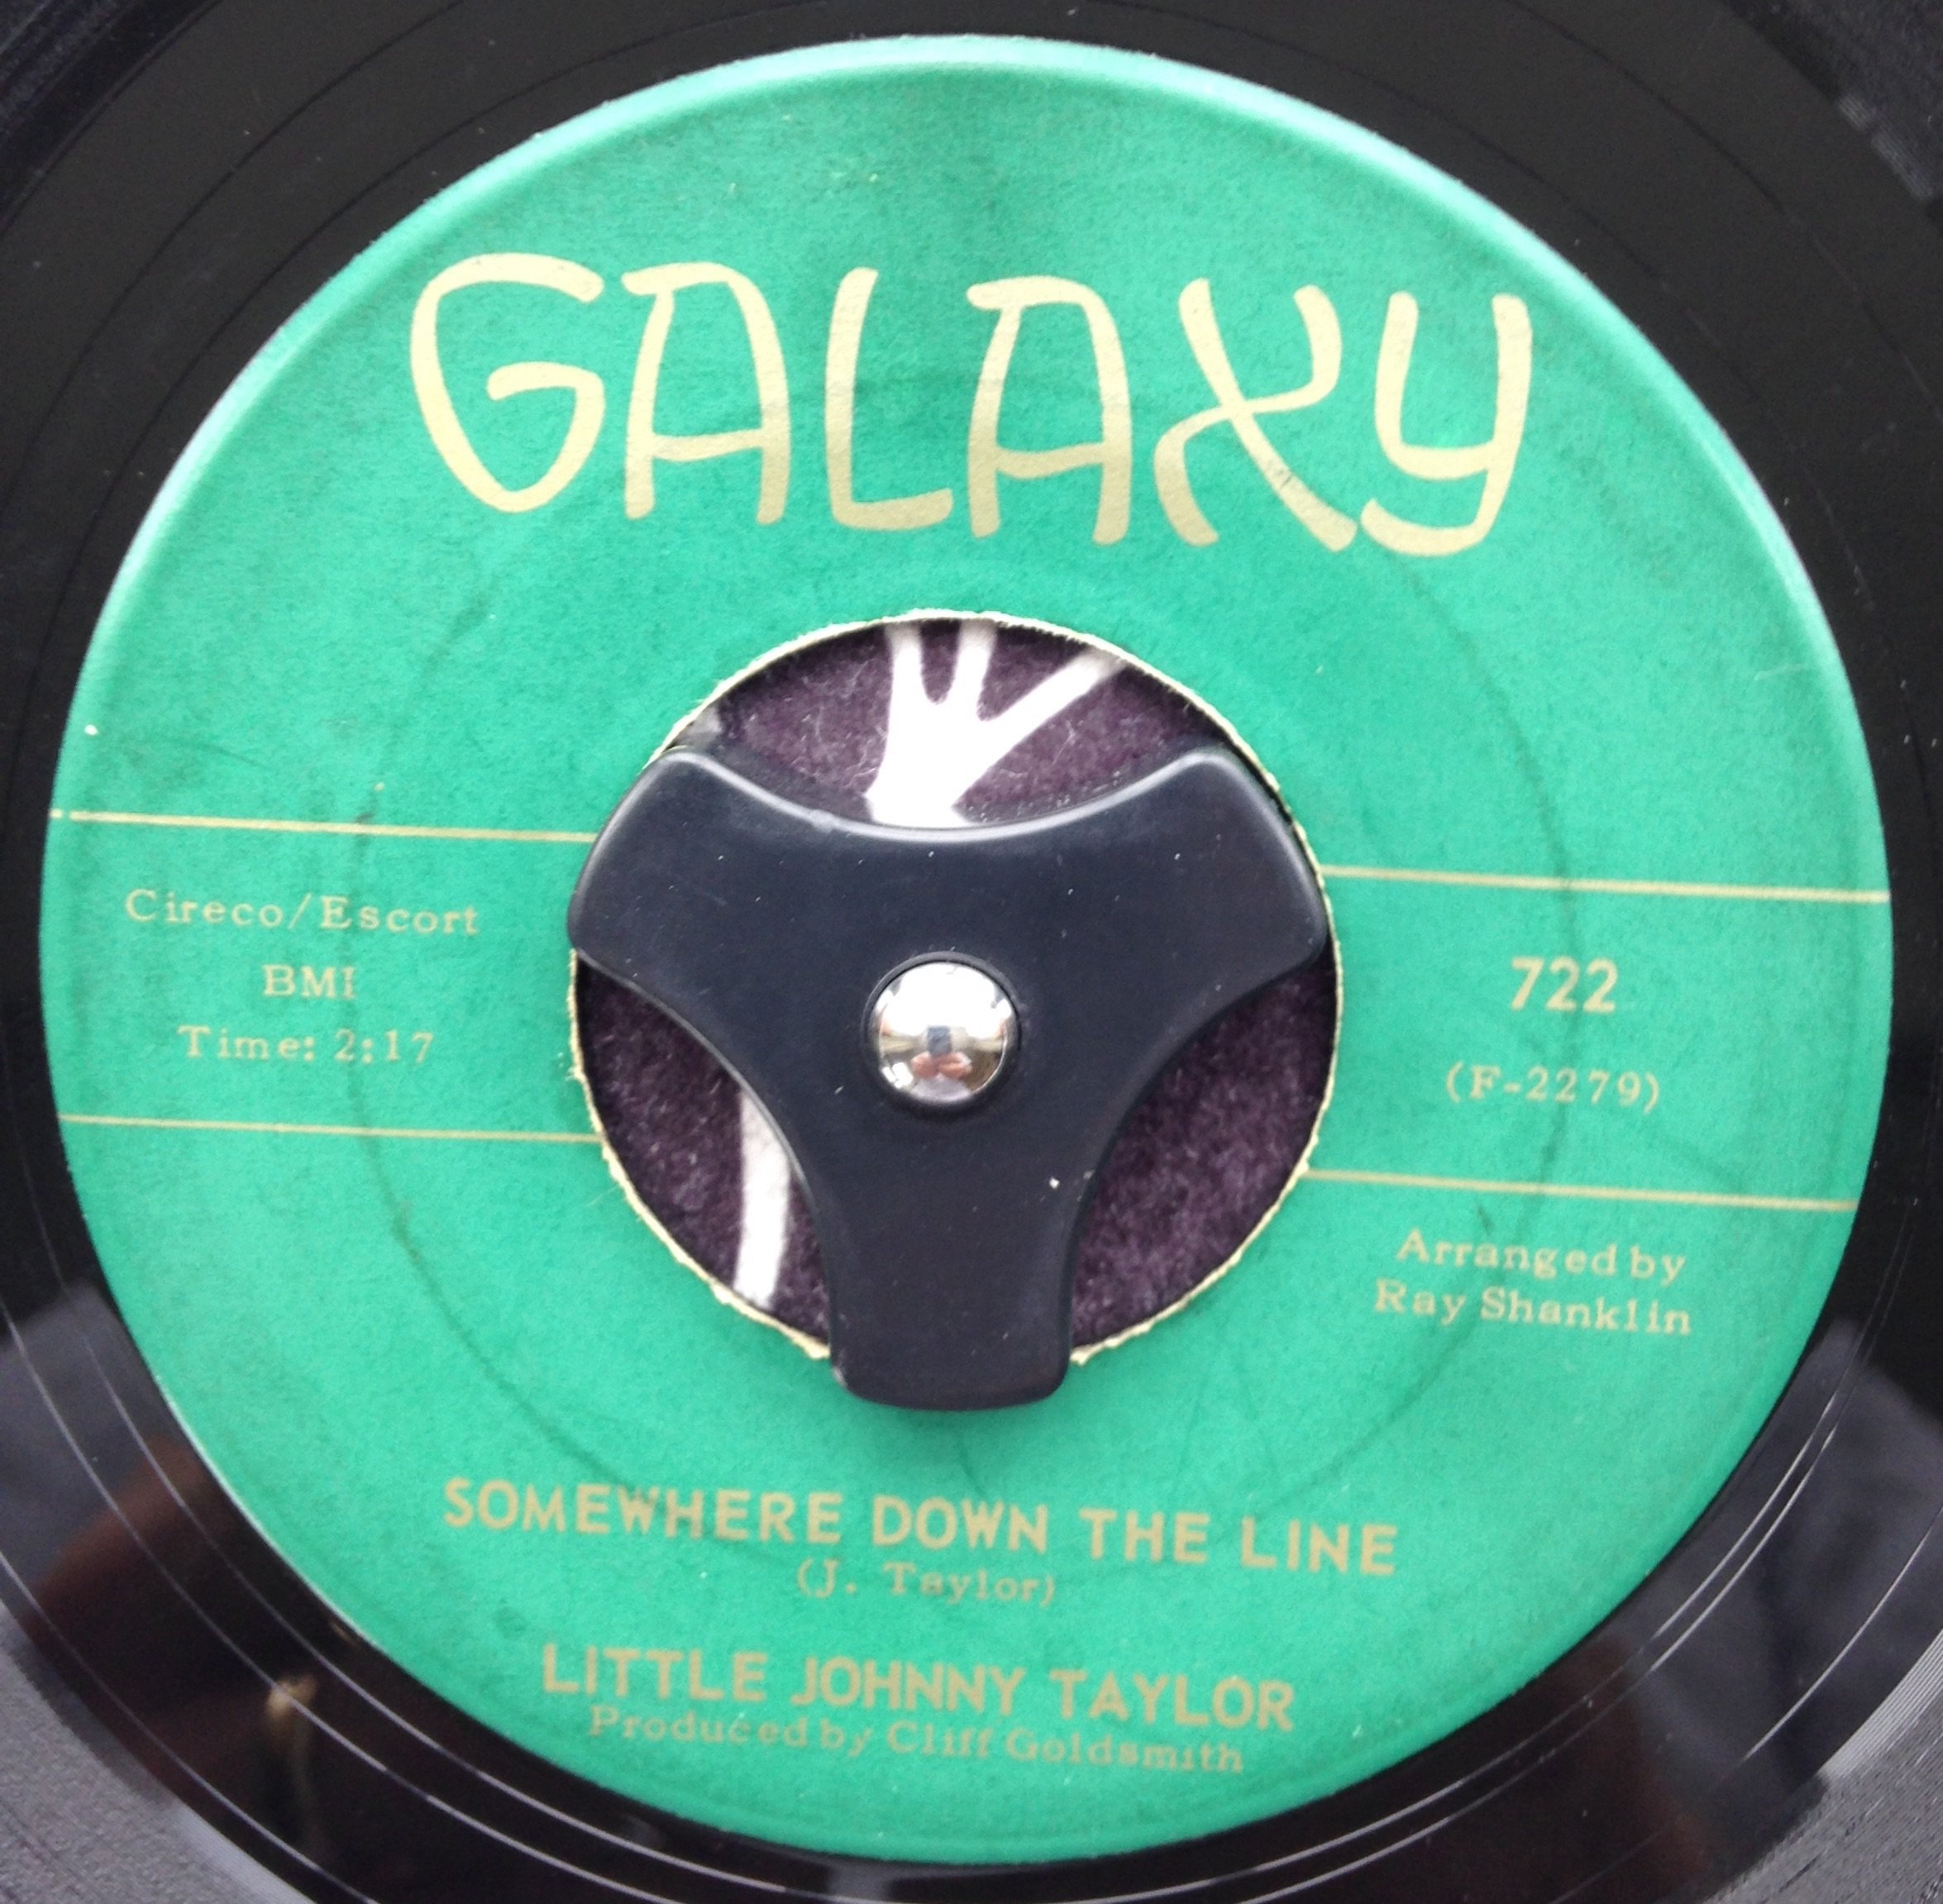 GALAXY
Cireco/Escort
BMI
Time: 2:17
722
(F-2279)
Arranged by
Ray Shanklin
SOMEWHERE DOWN THE LINE
(J. Taylor)
LITTLE JOHNNY TAYLOR
Produced by Cliff Goldsmith